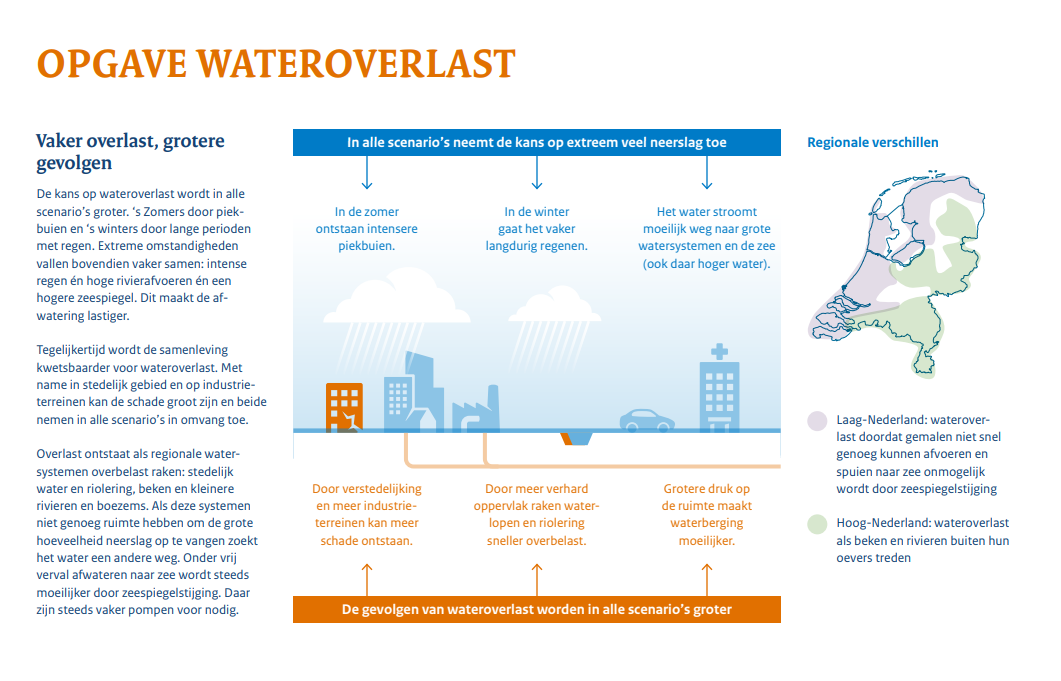 OPGAVE WATEROVERLAST
Vaker overlast, grotere
gevolgen
De kans op wateroverlast wordt in alle
scenario's groter. 's Zomers door piek-
buien en 's winters door lange perioden
met regen. Extreme omstandigheden
vallen bovendien vaker samen: intense
regen én hoge rivierafvoeren én een
hogere zeespiegel. Dit maakt de af-
watering lastiger.
Tegelijkertijd wordt de samenleving
kwetsbaarder voor wateroverlast. Met
name in stedelijk gebied en op industrie-
terreinen kan de schade groot zijn en beide
nemen in alle scenario's in omvang toe.
Overlast ontstaat als regionale water-
systemen overbelast raken: stedelijk
water en riolering, beken en kleinere
rivieren en boezems. Als deze systemen
niet genoeg ruimte hebben om de grote
hoeveelheid neerslag op te vangen zoekt
het water een andere weg. Onder vrij
verval afwateren naar zee wordt steeds
moeilijker door zeespiegelstijging. Daar
zijn steeds vaker pompen voor nodig.
In alle scenario's neemt de kans op extreem veel neerslag toe
In de zomer
ontstaan intensere
piekbuien.
In de winter
gaat het vaker
langdurig regenen.
Het water stroomt
moeilijk weg naar grote
watersystemen en de zee
(ook daar hoger water).
Door verstedelijking
en meer industrie-
terreinen kan meer
schade ontstaan.
Door meer verhard
oppervlak raken water-
lopen en riolering
sneller overbelast.
Grotere druk op
de ruimte maakt
waterberging
moeilijker.
De gevolgen van wateroverlast worden in alle scenario's groter
Regionale verschillen
Laag-Nederland: waterover-
last doordat gemalen niet snel
genoeg kunnen afvoeren en
spuien naar zee onmogelijk
wordt door zeespiegelstijging
Hoog-Nederland: wateroverlast
als beken en rivieren buiten hun
oevers treden